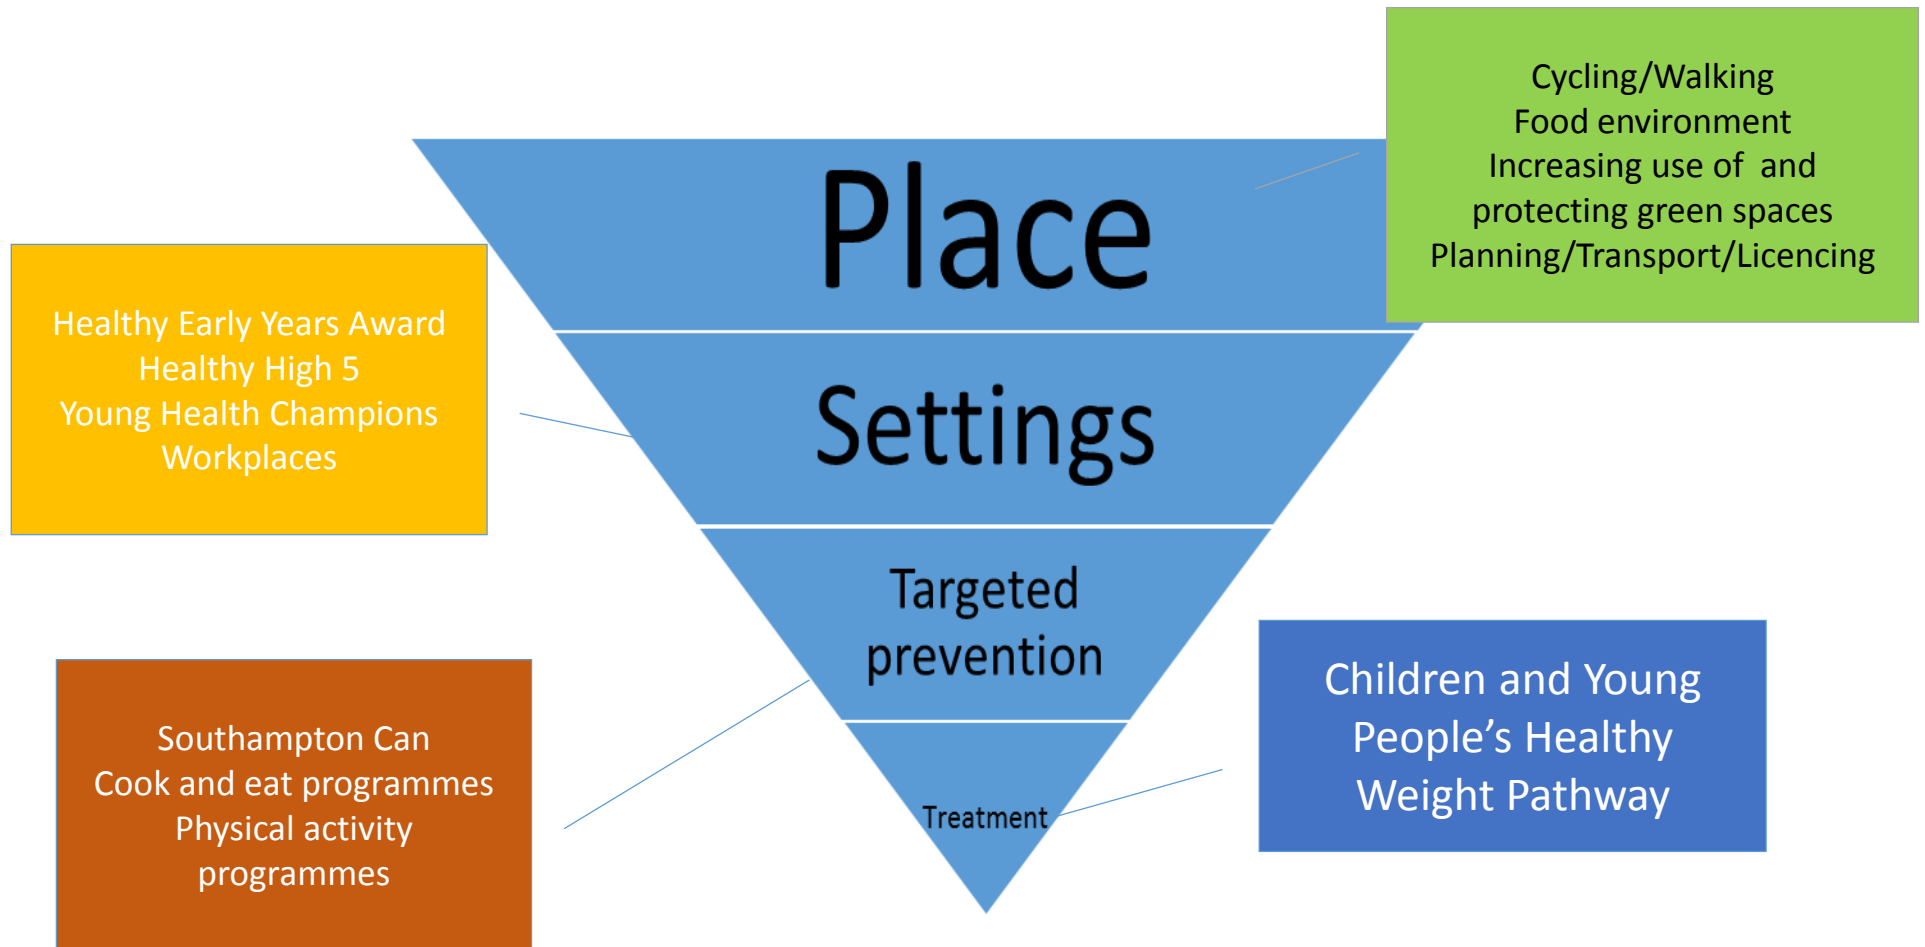 Cycling/Walking
Food environment
Increasing use of  and
protecting green spaces
Planning/Transport/Licencing
Place
Healthy Early Years Award
Healthy High 5
Young Health Champions
Workplaces
Settings
Targeted
prevention
Southampton Can
Cook and eat programmes
Physical activity
programmes
Children and Young
People’s Healthy
Weight Pathway
Treatment